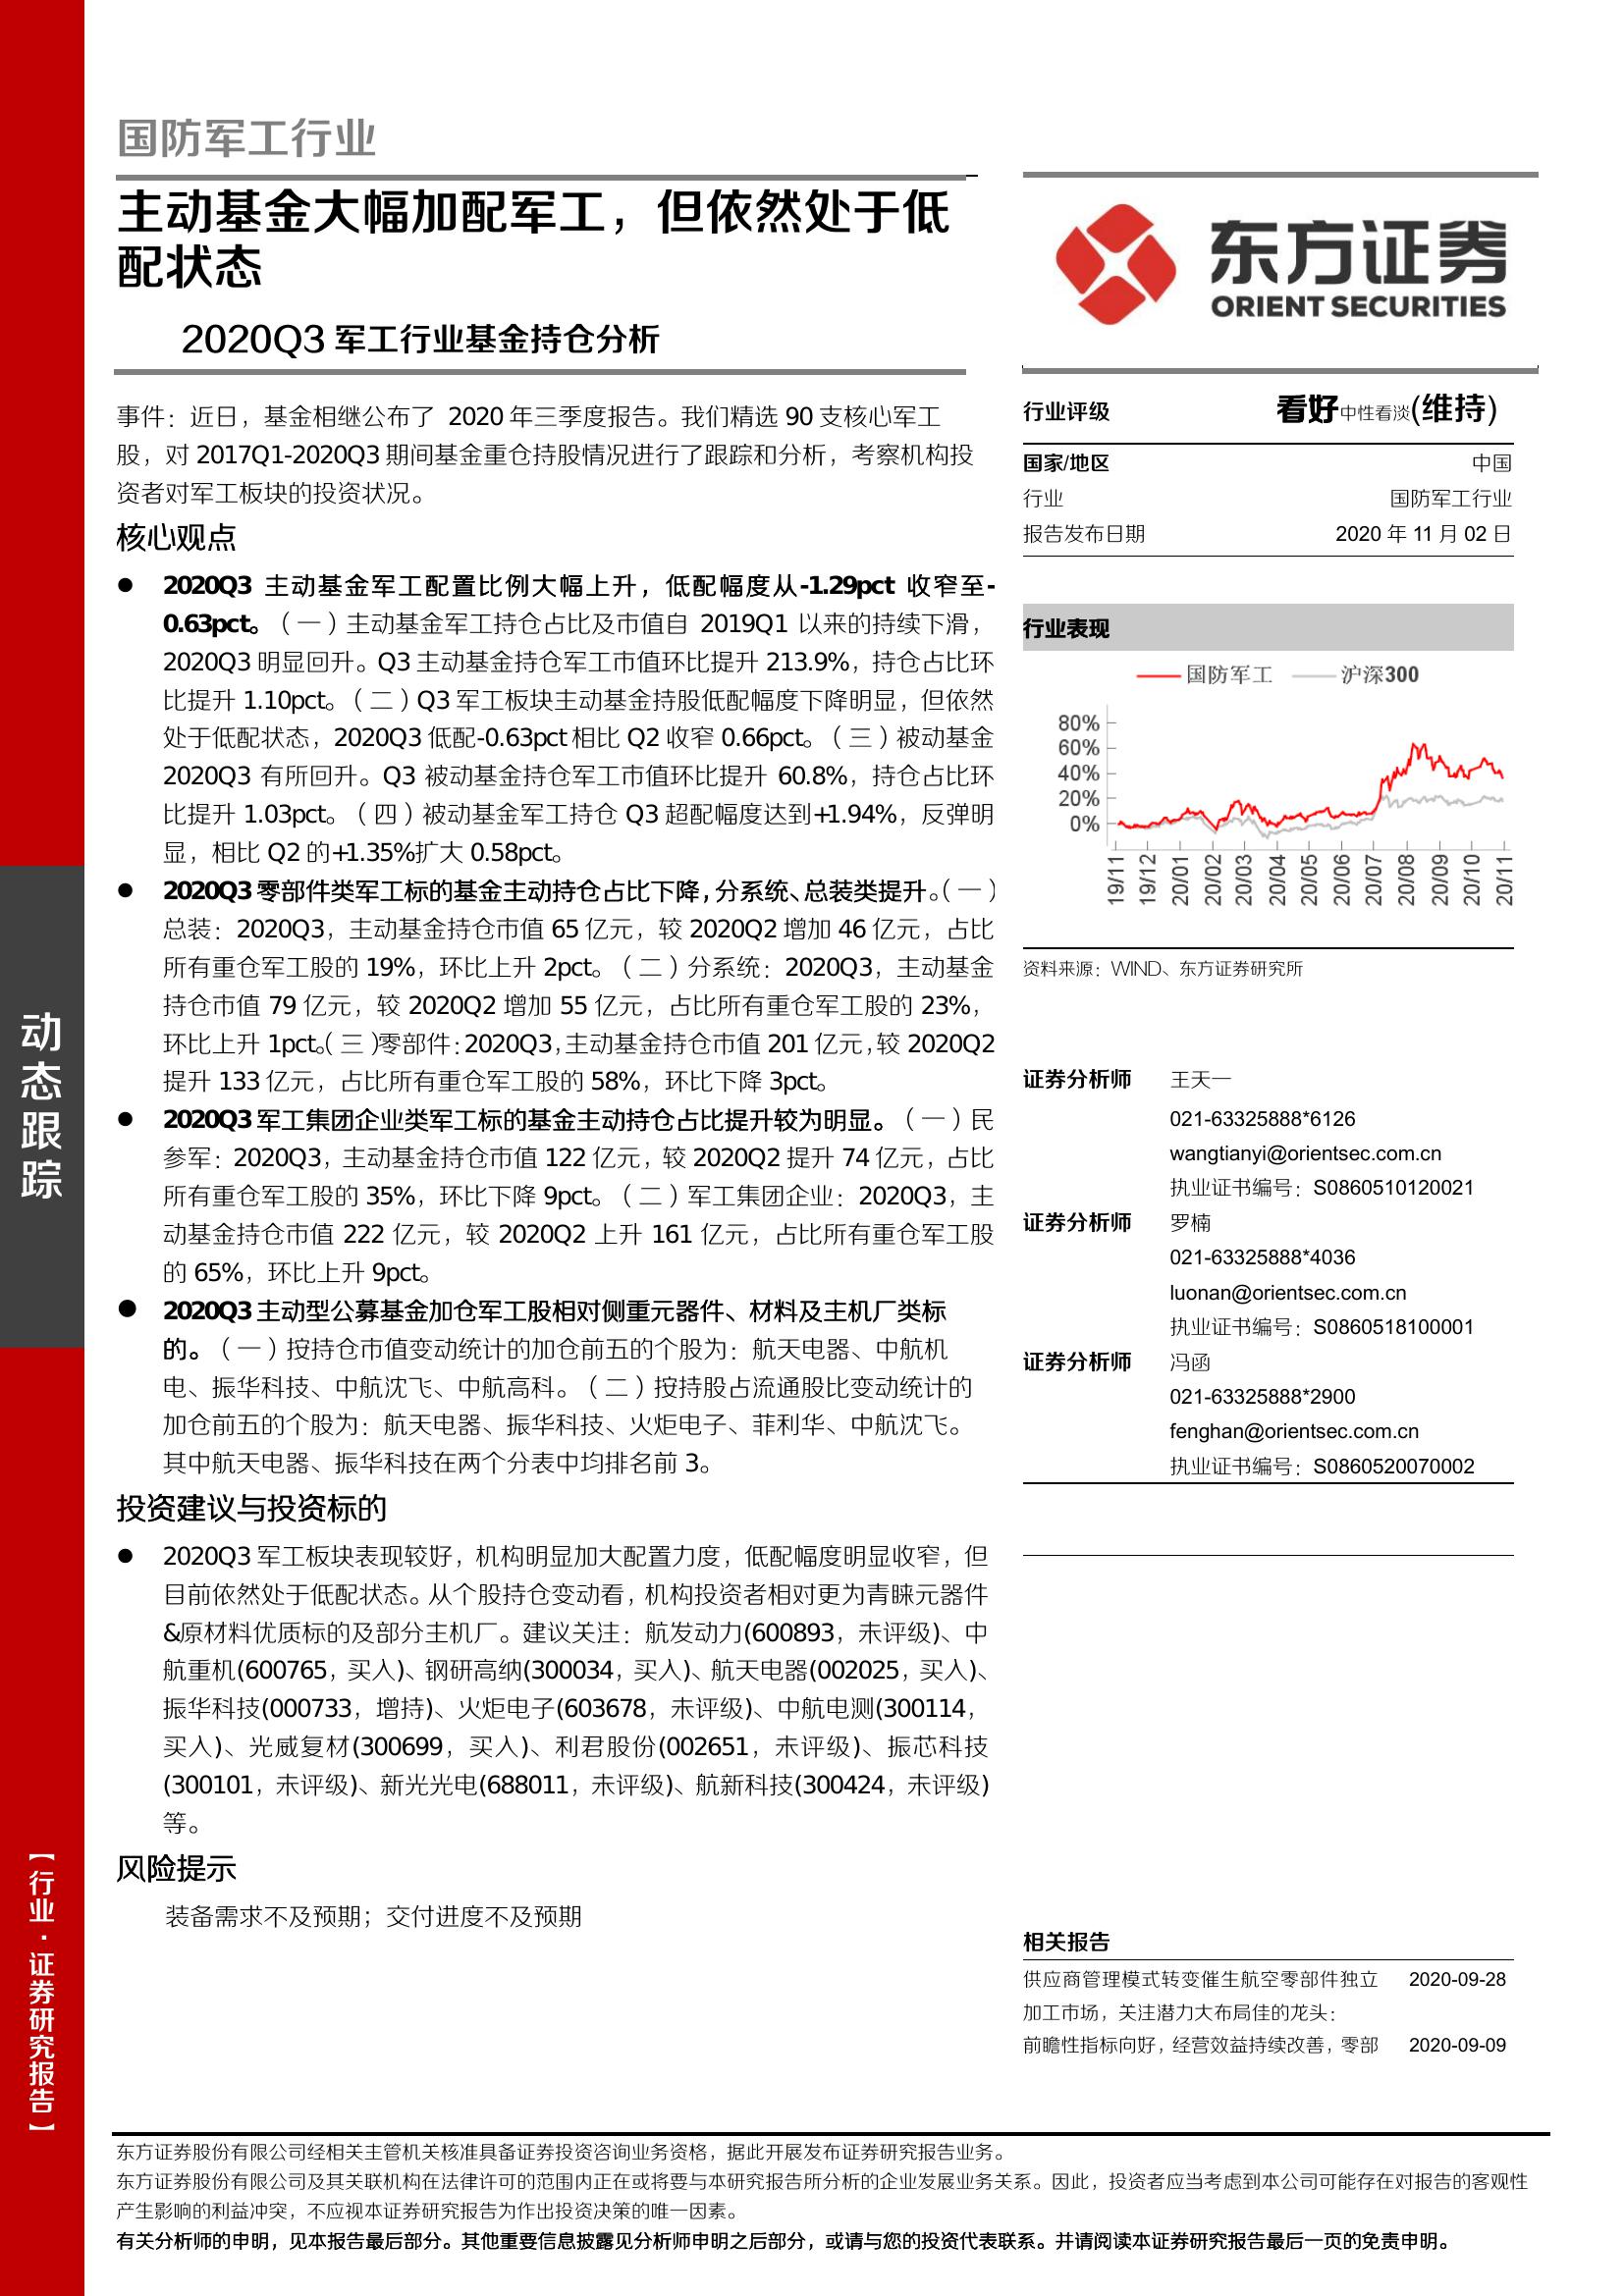 国防军工行业
主动基金大幅加配军工，但依然处于低
配状态
2020Q3 军工行业基金持仓分析
事件：近日，基金相继公布了 2020 年三季度报告。我们精选 90 支核心军工
股，对 2017Q1-2020Q3 期间基金重仓持股情况进行了跟踪和分析，考察机构投
资者对军工板块的投资状况。
核心观点
● 2020Q3 主动基金军工配置比例大幅上升，低配幅度从-1.29pct 收窄至-
0.63pct。（一）主动基金军工持仓占比及市值自 2019Q1 以来的持续下滑，
2020Q3 明显回升。Q3 主动基金持仓军工市值环比提升 213.9%，持仓占比环
比提升 1.10pct。（二）Q3 军工板块主动基金持股低配幅度下降明显，但依然
处于低配状态，2020Q3 低配-0.63pct 相比 Q2 收窄 0.66pct。（三）被动基金
2020Q3 有所回升。Q3 被动基金持仓军工市值环比提升 60.8%，持仓占比环
比提升 1.03pct。（四）被动基金军工持仓 Q3 超配幅度达到+1.94%，反弹明
显，相比 Q2 的+1.35%扩大 0.58pct。
● 2020Q3 零部件类军工标的基金主动持仓占比下降，分系统、总装类提升。（一）
总装：2020Q3，主动基金持仓市值 65 亿元，较 2020Q2 增加 46 亿元，占比
所有重仓军工股的 19%，环比上升 2pct。（二）分系统：2020Q3，主动基金
持仓市值 79 亿元，较 2020Q2 增加 55 亿元，占比所有重仓军工股的 23%，
环比上升 1pct。（三）零部件：2020Q3，主动基金持仓市值 201 亿元，较 2020Q2
提升 133 亿元，占比所有重仓军工股的 58%，环比下降 3pct。
● 2020Q3 军工集团企业类军工标的基金主动持仓占比提升较为明显。（一）民
参军：2020Q3，主动基金持仓市值 122 亿元，较 2020Q2 提升 74 亿元，占比
所有重仓军工股的 35%，环比下降 9pct。（二）军工集团企业：2020Q3，主
动基金持仓市值 222 亿元，较 2020Q2 上升 161 亿元，占比所有重仓军工股
的 65%，环比上升 9pct。
● 2020Q3 主动型公募基金加仓军工股相对侧重元器件、材料及主机厂类标
的。（一）按持仓市值变动统计的加仓前五的个股为：航天电器、中航机
电、振华科技、中航沈飞、中航高科。（二）按持股占流通股比变动统计的
加仓前五的个股为：航天电器、振华科技、火炬电子、菲利华、中航沈飞。
其中航天电器、振华科技在两个分表中均排名前 3。
投资建议与投资标的
● 2020Q3 军工板块表现较好，机构明显加大配置力度，低配幅度明显收窄，但
目前依然处于低配状态。从个股持仓变动看，机构投资者相对更为青睐元器件
&原材料优质标的及部分主机厂。建议关注：航发动力(600893，未评级)、中
航重机(600765，买入)、钢研高纳(300034，买入)、航天电器(002025，买入)、
振华科技(000733，增持)、火炬电子(603678，未评级)、中航电测(300114，
买入)、光威复材(300699，买入)、利君股份(002651，未评级)、振芯科技
(300101，未评级)、新光光电(688011，未评级)、航新科技(300424，未评级)
等。
风险提示
装备需求不及预期；交付进度不及预期
东方证券
ORIENT SECURITIES
行业评级 看好中性看淡(维持)
国家/地区 中国
行业 国防军工行业
报告发布日期 2020 年 11 月 02 日
行业表现
国防军工 沪深300
80%
60%
40%
20%
0%
19/11 19/12 20/01 20/02 20/03 20/04 20/05 20/06 20/07 20/08 20/09 20/10 20/11
资料来源：WIND、东方证券研究所
证券分析师 王天一
021-63325888*6126
wangtianyi@orientsec.com.cn
执业证书编号：S0860510120021
证券分析师 罗楠
021-63325888*4036
luonan@orientsec.com.cn
执业证书编号：S0860518100001
证券分析师 冯函
021-63325888*2900
fenghan@orientsec.com.cn
执业证书编号：S0860520070002
相关报告
供应商管理模式转变催生航空零部件独立 2020-09-28
加工市场，关注潜力大布局佳的龙头：
前瞻性指标向好，经营效益持续改善，零部 2020-09-09
动态跟踪
【行业·证券研究报告】
东方证券股份有限公司经相关主管机关核准具备证券投资咨询业务资格，据此开展发布证券研究报告业务。
东方证券股份有限公司及其关联机构在法律许可的范围内正在或将要与本研究报告所分析的企业发展业务关系。因此，投资者应当考虑到本公司可能存在对报告的客观性
产生影响的利益冲突，不应视本证券研究报告为作出投资决策的唯一因素。
有关分析师的申明，见本报告最后部分。其他重要信息披露见分析师申明之后部分，或请与您的投资代表联系。并请阅读本证券研究报告最后一页的免责申明。